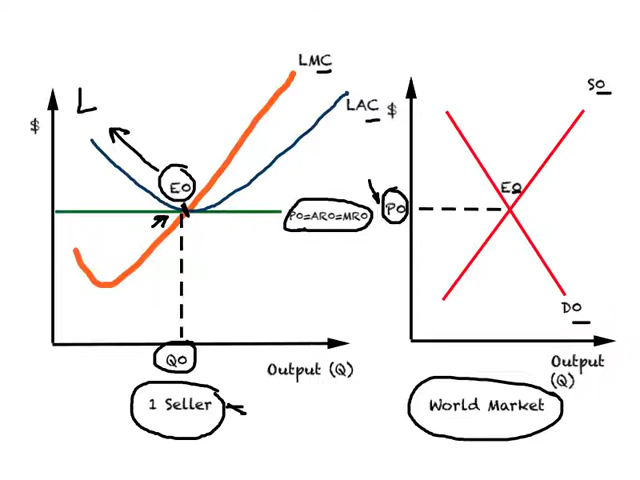 LMC
LAC
L
$
E0
P0=AR0=MR0
Q0
Output (Q)
1 Seller
$
S0
P0
E0
D0
Output
(Q)
World Market